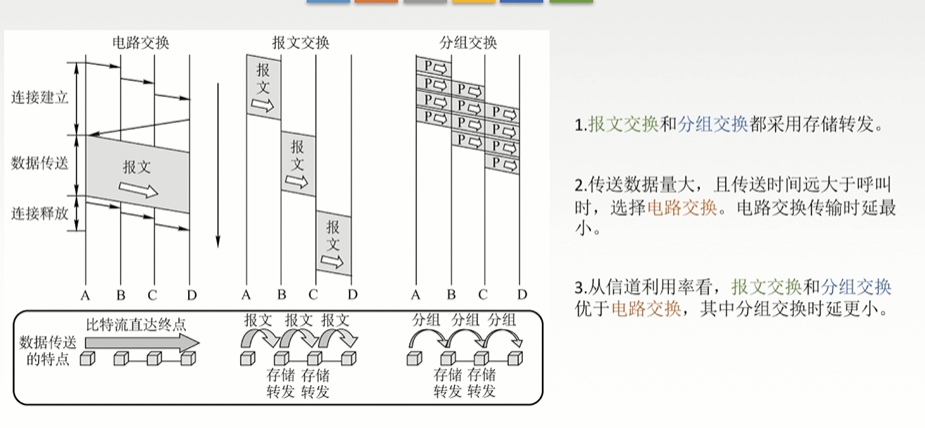 电路交换
报文交换
分组交换
连接建立
数据传送
连接释放
报文
报
文
报
文
报
文
P
P
P
P
P
P
P
P
P
P
P
P
A B C D
A B C D
A B C D
数据传送
的特点
比特流直达终点
报文 报文 报文
存储 存储
转发 转发
分组 分组 分组
存储 存储
转发 转发
1.报文交换和分组交换都采用存储转发。
2.传送数据量大，且传送时间远大于呼叫
时，选择电路交换。电路交换传输时延最
小。
3.从信道利用率看，报文交换和分组交换
优于电路交换，其中分组交换时延更小。